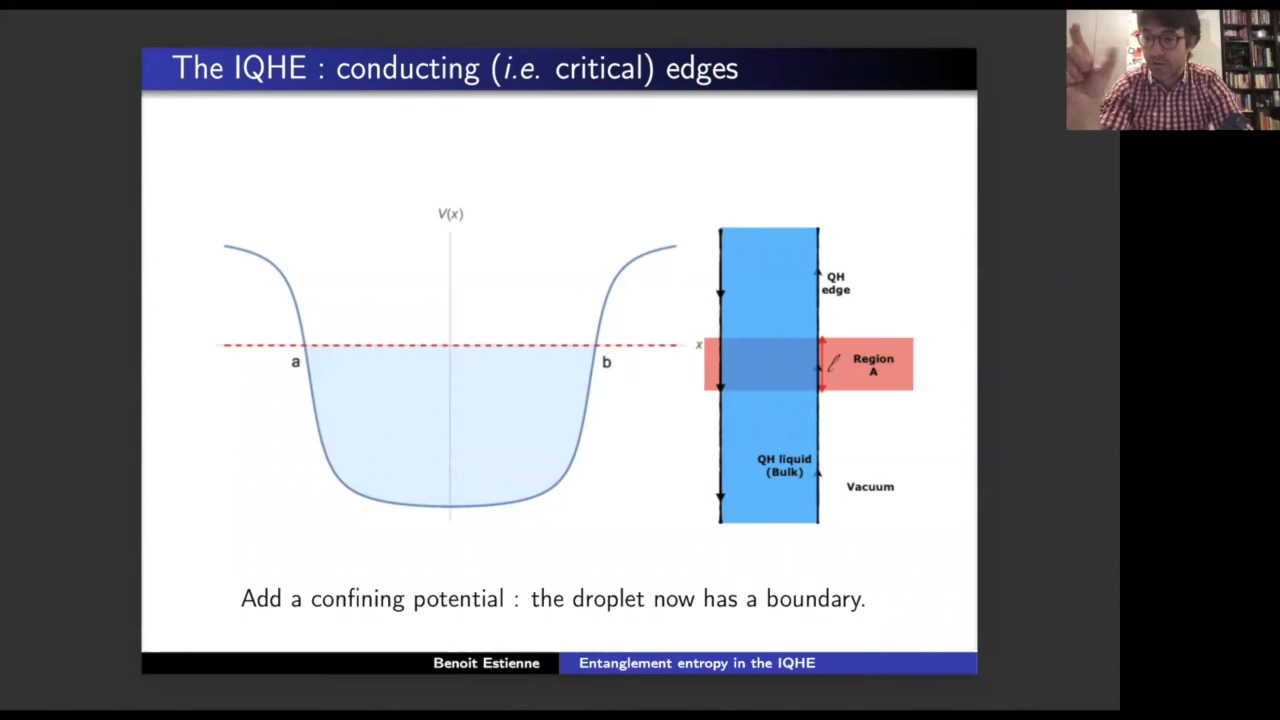 The IQHE : conducting (i.e. critical) edges
V(x)
a
b
x
QH
edge
ℓ
Region
A
QH liquid
(Bulk)
Vacuum
Add a confining potential : the droplet now has a boundary.
Benoit Estienne
Entanglement entropy in the IQHE